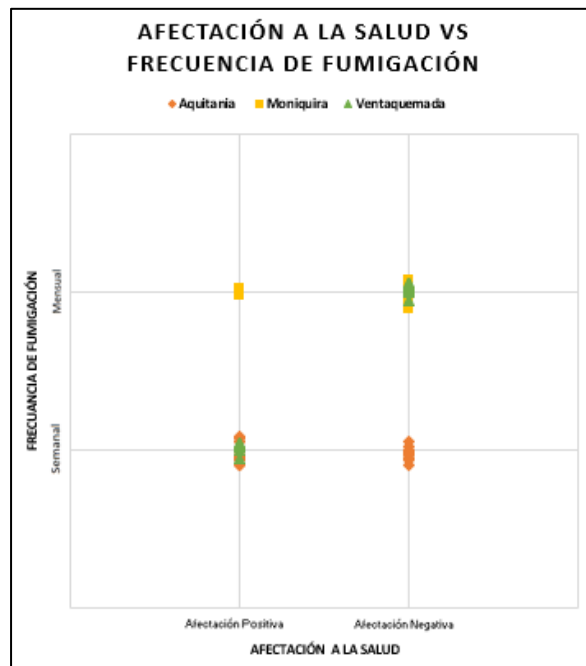 AFECTACIÓN A LA SALUD VS
FRECUENCIA DE FUMIGACIÓN
Aquitania Moniquira Ventaquemada
FRECUANCIA DE FUMIGACIÓN
Mensual
Semanal
Afectación Positiva Afectación Negativa
AFECTACIÓN A LA SALUD